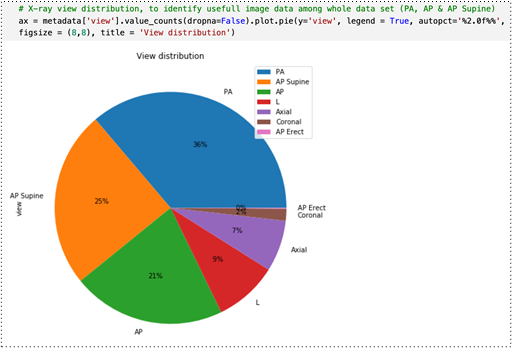 # X-ray view distribution, to identify usefull image data among whole data set (PA, AP & AP Supine)
ax = metadata['view'].value_counts(dropna=False).plot.pie(y='view', legend = True, autopct='%2.0f%%',
figsize = (8,8), title = 'View distribution')
View distribution
PA
AP Supine
AP
L
Axial
Coronal
AP Erect
PA
36%
AP Supine
25%
view
0%
2%
AP Erect
Coronal
7%
Axial
21%
9%
L
AP